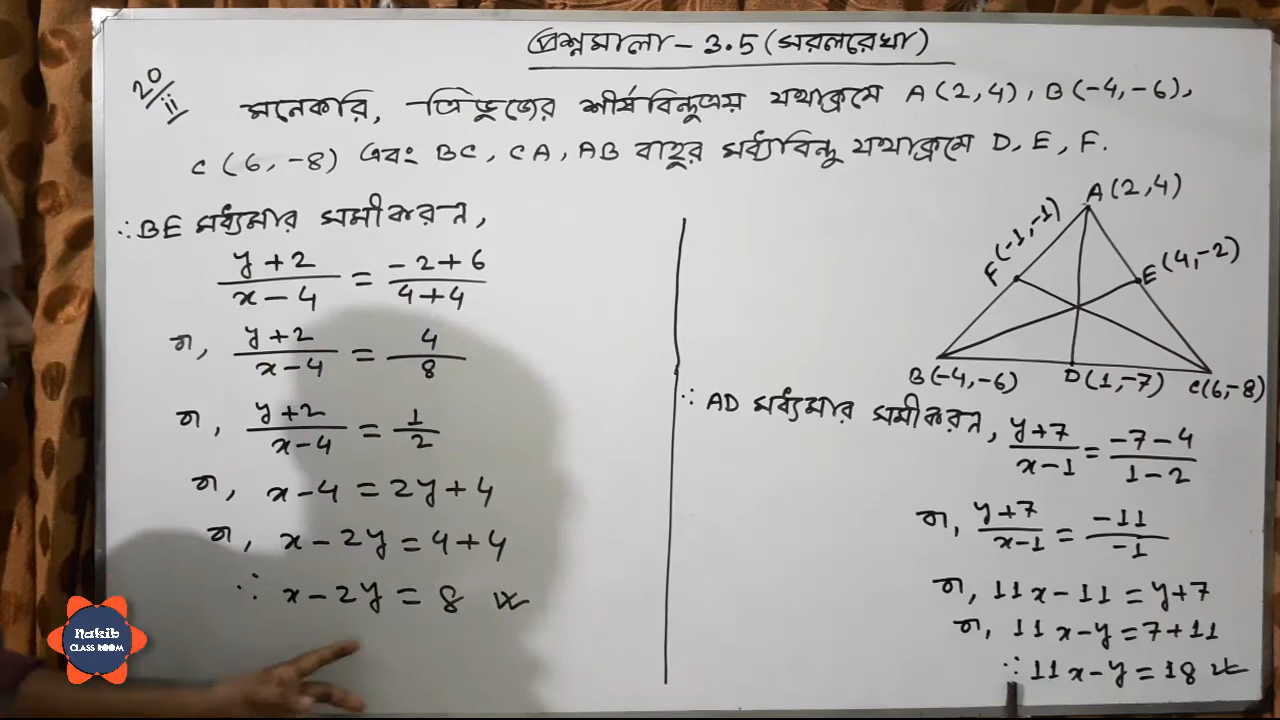 প্রশ্নমালা - 3.5 (সরলরেখা)
20/ii
মনেকরি, ত্রিভুজের শীর্ষবিন্দুত্রয় যথাক্রমে A(2,4), B(-4,-6),
C(6,-8) এবং BC, CA, AB বাহুর মধ্যবিন্দু যথাক্রমে D, E, F.
∴ BE মধ্যমার সমীকরন,
(y+2)/(x-4) = (-2+6)/(4+4)
বা, (y+2)/(x-4) = 4/8
বা, (y+2)/(x-4) = 1/2
বা, x-4 = 2y+4
বা, x-2y = 4+4
∴ x-2y = 8
A(2,4)
F(-1,-1)
E(4,-2)
B(-4,-6) D(1,-7) C(6,-8)
∴ AD মধ্যমার সমীকরন, (y+7)/(x-1) = (-7-4)/(1-2)
বা, (y+7)/(x-1) = -11/-1
বা, 11x-11 = y+7
বা, 11x-y = 7+11
∴ 11x-y = 18
Nakib
CLASS ROOM